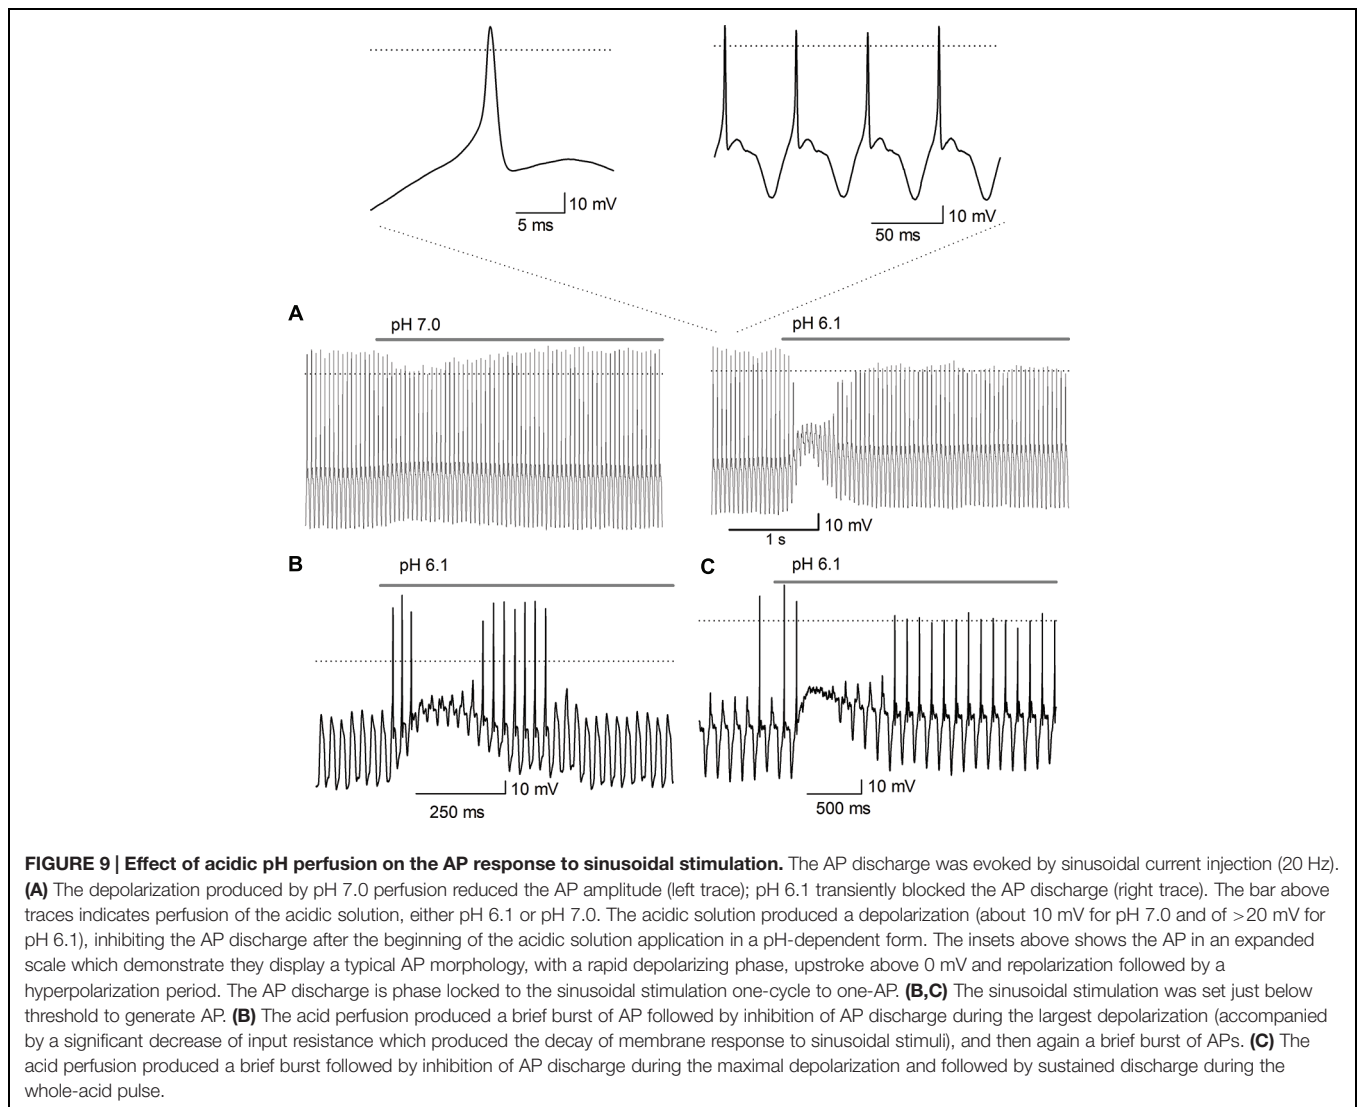 10 mV
5 ms
10 mV
50 ms
A
pH 7.0
pH 6.1
10 mV
1 s
B
pH 6.1
10 mV
250 ms
C
pH 6.1
10 mV
500 ms
FIGURE 9 | Effect of acidic pH perfusion on the AP response to sinusoidal stimulation. The AP discharge was evoked by sinusoidal current injection (20 Hz).
(A) The depolarization produced by pH 7.0 perfusion reduced the AP amplitude (left trace); pH 6.1 transiently blocked the AP discharge (right trace). The bar above
traces indicates perfusion of the acidic solution, either pH 6.1 or pH 7.0. The acidic solution produced a depolarization (about 10 mV for pH 7.0 and of >20 mV for
pH 6.1), inhibiting the AP discharge after the beginning of the acidic solution application in a pH-dependent form. The insets above shows the AP in an expanded
scale which demonstrate they display a typical AP morphology, with a rapid depolarizing phase, upstroke above 0 mV and repolarization followed by a
hyperpolarization period. The AP discharge is phase locked to the sinusoidal stimulation one-cycle to one-AP. (B,C) The sinusoidal stimulation was set just below
threshold to generate AP. (B) The acid perfusion produced a brief burst of AP followed by inhibition of AP discharge during the largest depolarization (accompanied
by a significant decrease of input resistance which produced the decay of membrane response to sinusoidal stimuli), and then again a brief burst of APs. (C) The
acid perfusion produced a brief burst followed by inhibition of AP discharge during the maximal depolarization and followed by sustained discharge during the
whole-acid pulse.